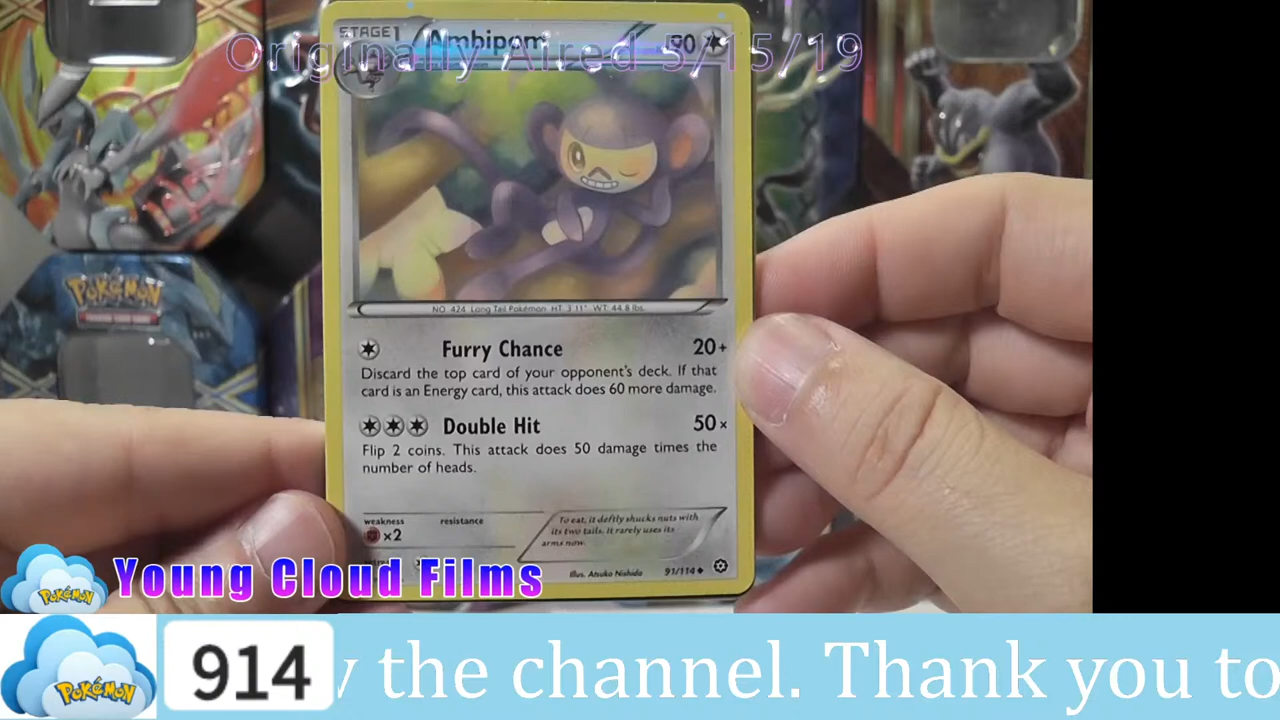 STAGE 1 Ambipom 90
Originally Aired 5/15/19
POKéMON
NO. 424 Long Tail Pokémon HT: 3'11" WT: 44.8 lbs.
Furry Chance 20+
Discard the top card of your opponent's deck. If that
card is an Energy card, this attack does 60 more damage.
Double Hit 50×
Flip 2 coins. This attack does 50 damage times the
number of heads.
weakness resistance
×2
To eat, it deftly shucks nuts with
its two tails. It rarely uses its
arms now.
Illus. Atsuko Nishida 91/114
POKéMON
Young Cloud Films
POKéMON
914
y the channel. Thank you to